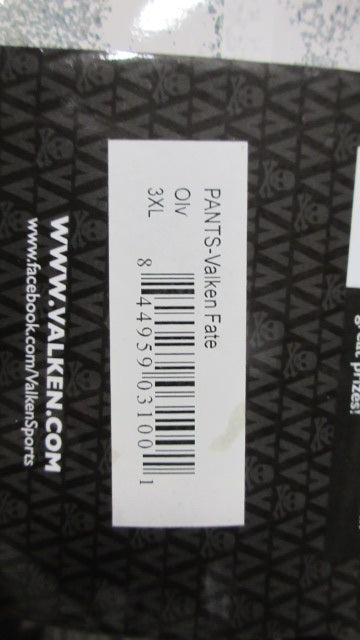 PANTS-Valken Fate
Olv
3XL
8 44959 03100 1
WWW.VALKEN.COM
www.facebook.com/ValkenSports
prizes!